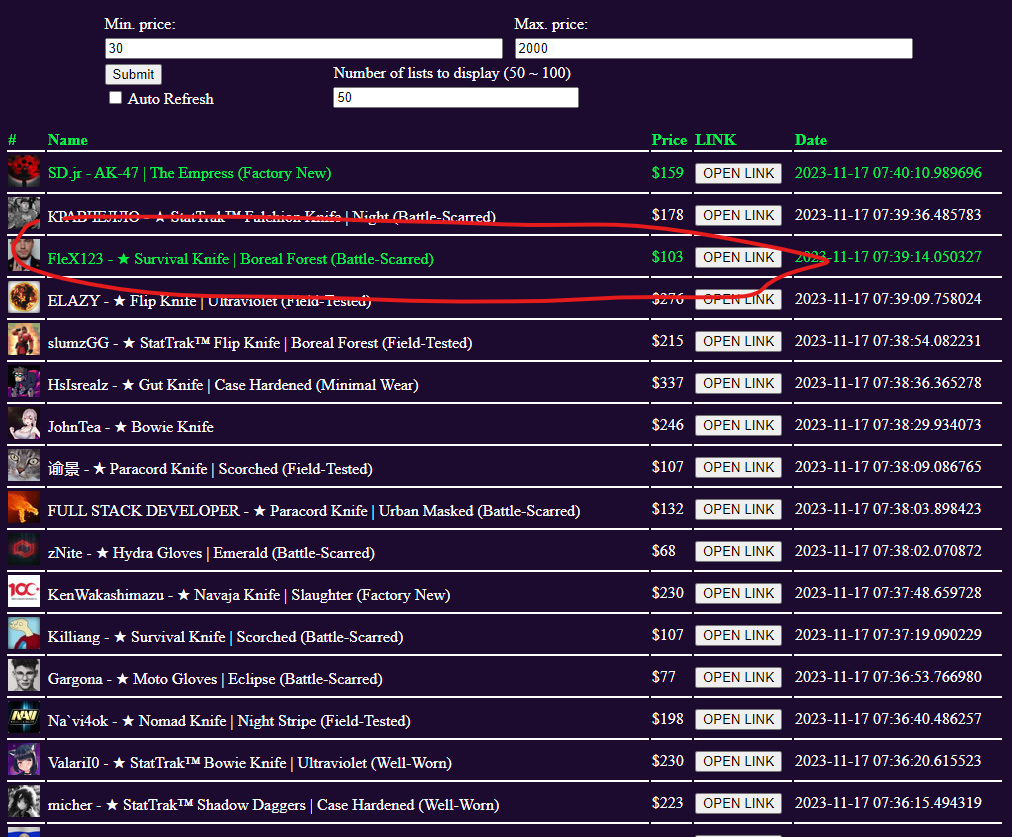 Min. price: Max. price:
30 2000
Submit Number of lists to display (50 ~ 100)
Auto Refresh 50
# Name Price LINK Date
SD.jr - AK-47 | The Empress (Factory New) $159 OPEN LINK 2023-11-17 07:40:10.989696
КРАВЧЕЛЛО - ★ StatTrak™ Falchion Knife | Night (Battle-Scarred) $178 OPEN LINK 2023-11-17 07:39:36.485783
FleX123 - ★ Survival Knife | Boreal Forest (Battle-Scarred) $103 OPEN LINK 2023-11-17 07:39:14.050327
ELAZY - ★ Flip Knife | Ultraviolet (Field-Tested) $276 OPEN LINK 2023-11-17 07:39:09.758024
slumzGG - ★ StatTrak™ Flip Knife | Boreal Forest (Field-Tested) $215 OPEN LINK 2023-11-17 07:38:54.082231
HsIsrealz - ★ Gut Knife | Case Hardened (Minimal Wear) $337 OPEN LINK 2023-11-17 07:38:36.365278
JohnTea - ★ Bowie Knife $246 OPEN LINK 2023-11-17 07:38:29.934073
谕景 - ★ Paracord Knife | Scorched (Field-Tested) $107 OPEN LINK 2023-11-17 07:38:09.086765
FULL STACK DEVELOPER - ★ Paracord Knife | Urban Masked (Battle-Scarred) $132 OPEN LINK 2023-11-17 07:38:03.898423
zNite - ★ Hydra Gloves | Emerald (Battle-Scarred) $68 OPEN LINK 2023-11-17 07:38:02.070872
KenWakashimazu - ★ Navaja Knife | Slaughter (Factory New) $230 OPEN LINK 2023-11-17 07:37:48.659728
Killiang - ★ Survival Knife | Scorched (Battle-Scarred) $107 OPEN LINK 2023-11-17 07:37:19.090229
Gargona - ★ Moto Gloves | Eclipse (Battle-Scarred) $77 OPEN LINK 2023-11-17 07:36:53.766980
Na`vi4ok - ★ Nomad Knife | Night Stripe (Field-Tested) $198 OPEN LINK 2023-11-17 07:36:40.486257
ValariI0 - ★ StatTrak™ Bowie Knife | Ultraviolet (Well-Worn) $230 OPEN LINK 2023-11-17 07:36:20.615523
micher - ★ StatTrak™ Shadow Daggers | Case Hardened (Well-Worn) $223 OPEN LINK 2023-11-17 07:36:15.494319